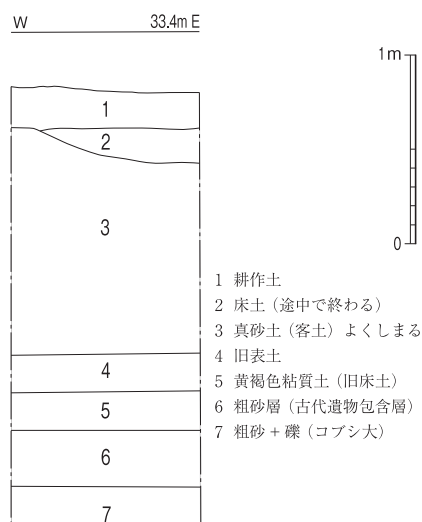 W 33.4m E
1m
0
1
2
3
4
5
6
7
1 耕作土
2 床土（途中で終わる）
3 真砂土（客土）よくしまる
4 旧表土
5 黄褐色粘質土（旧床土）
6 粗砂層（古代遺物包含層）
7 粗砂 + 礫（コブシ大）